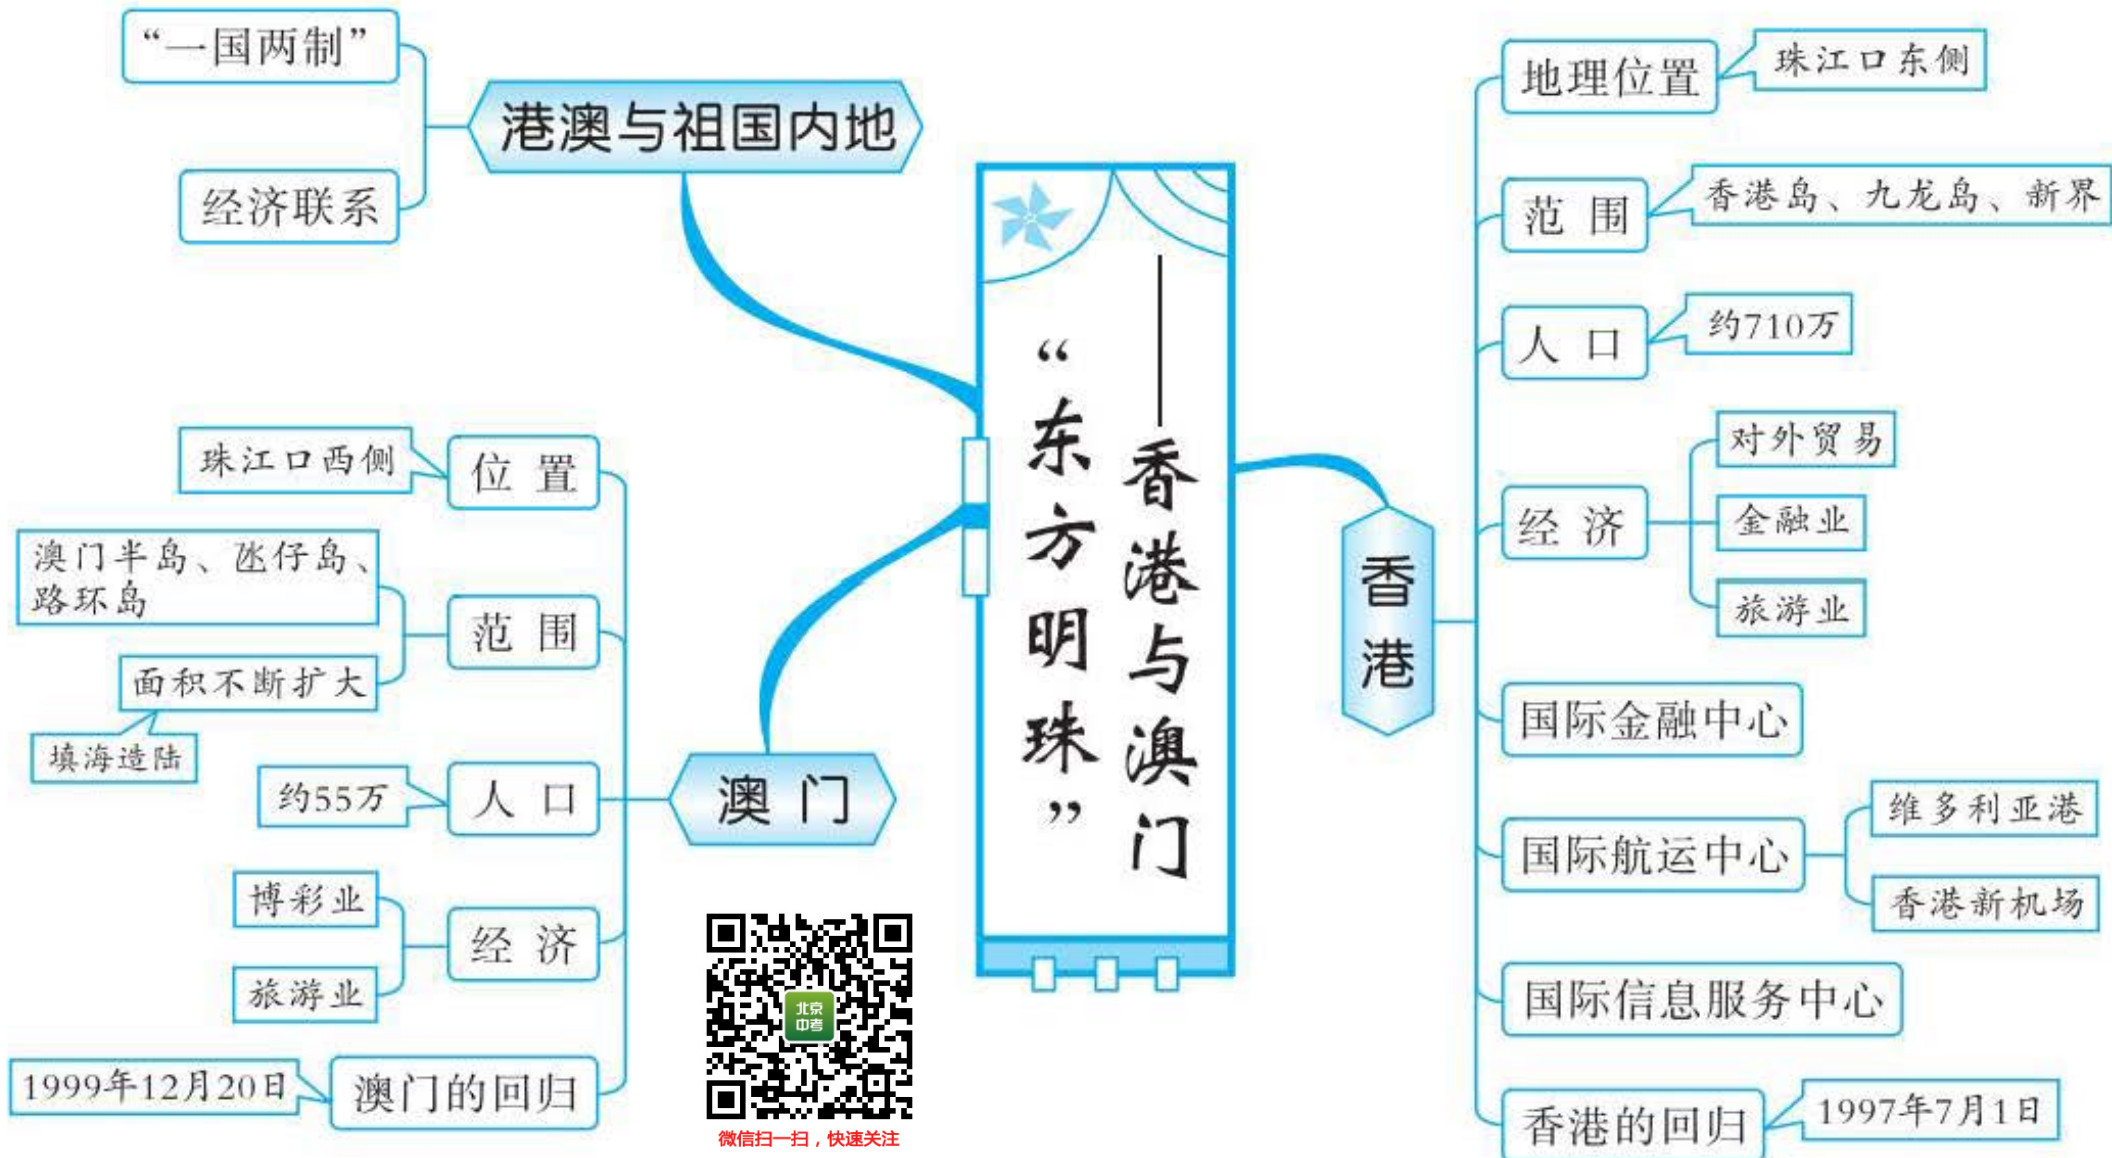 “一国两制”
港澳与祖国内地
经济联系
“东方明珠”
——香港与澳门
香港
地理位置
珠江口东侧
范围
香港岛、九龙岛、新界
人口
约710万
经济
对外贸易
金融业
旅游业
国际金融中心
国际航运中心
维多利亚港
香港新机场
国际信息服务中心
香港的回归
1997年7月1日
澳门
位置
珠江口西侧
范围
澳门半岛、氹仔岛、
路环岛
面积不断扩大
填海造陆
人口
约55万
经济
博彩业
旅游业
澳门的回归
1999年12月20日
北京
中考
微信扫一扫，快速关注